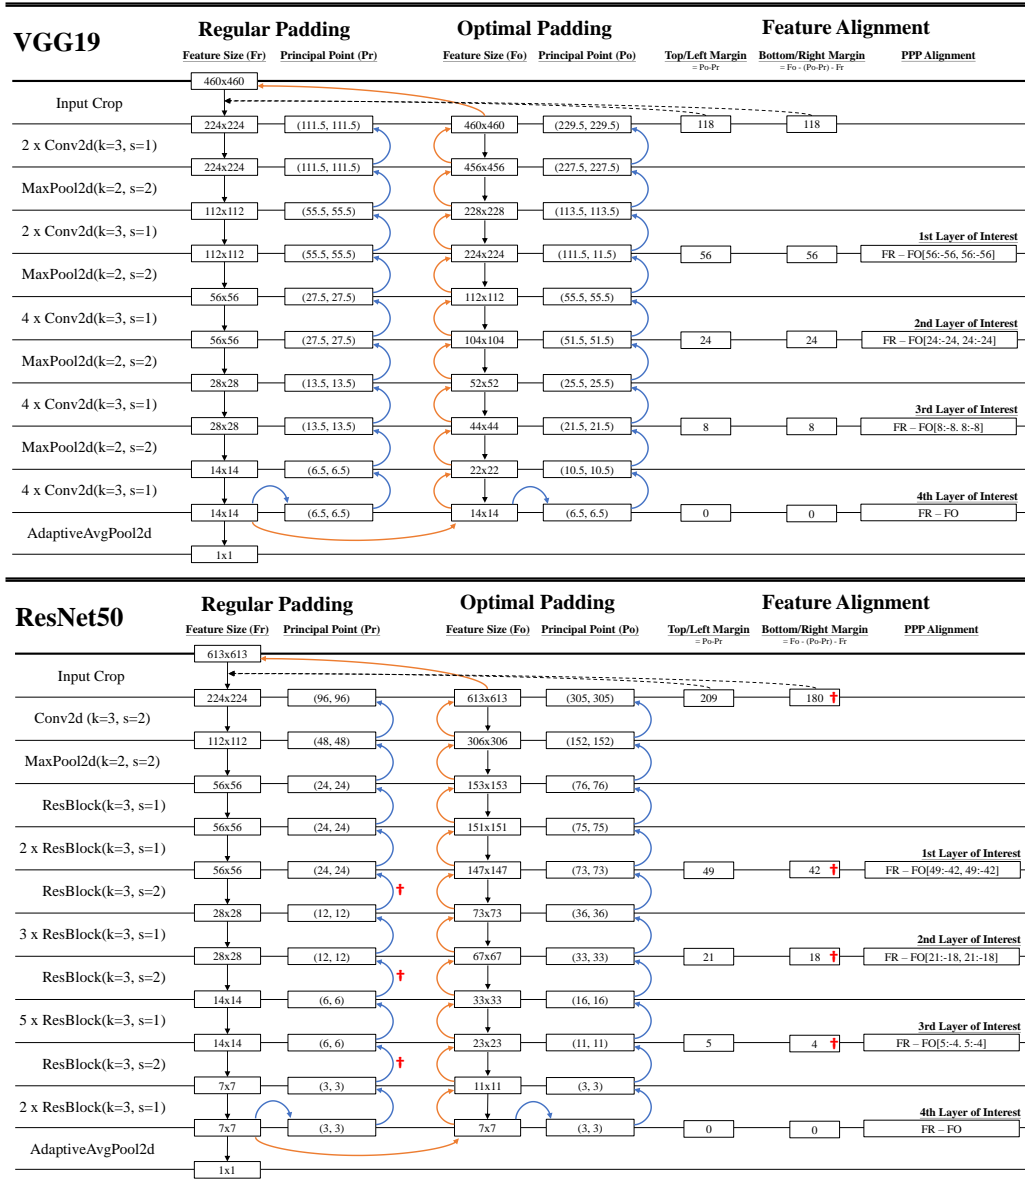 VGG19
Regular Padding Optimal Padding Feature Alignment
Feature Size (Fr) Principal Point (Pr) Feature Size (Fo) Principal Point (Po) Top/Left Margin Bottom/Right Margin PPP Alignment
= Po-Pr = Fo - (Po-Pr) - Fr
460x460
Input Crop
224x224 (111.5, 111.5) 460x460 (229.5, 229.5) 118 118
2 x Conv2d(k=3, s=1)
224x224 (111.5, 111.5) 456x456 (227.5, 227.5)
MaxPool2d(k=2, s=2)
112x112 (55.5, 55.5) 228x228 (113.5, 113.5)
2 x Conv2d(k=3, s=1)
1st Layer of Interest
112x112 (55.5, 55.5) 224x224 (111.5, 11.5) 56 56 FR – FO[56:-56, 56:-56]
MaxPool2d(k=2, s=2)
56x56 (27.5, 27.5) 112x112 (55.5, 55.5)
4 x Conv2d(k=3, s=1)
2nd Layer of Interest
56x56 (27.5, 27.5) 104x104 (51.5, 51.5) 24 24 FR – FO[24:-24, 24:-24]
MaxPool2d(k=2, s=2)
28x28 (13.5, 13.5) 52x52 (25.5, 25.5)
4 x Conv2d(k=3, s=1)
3rd Layer of Interest
28x28 (13.5, 13.5) 44x44 (21.5, 21.5) 8 8 FR – FO[8:-8. 8:-8]
MaxPool2d(k=2, s=2)
14x14 (6.5, 6.5) 22x22 (10.5, 10.5)
4 x Conv2d(k=3, s=1)
4th Layer of Interest
14x14 (6.5, 6.5) 14x14 (6.5, 6.5) 0 0 FR – FO
AdaptiveAvgPool2d
1x1
ResNet50
Regular Padding Optimal Padding Feature Alignment
Feature Size (Fr) Principal Point (Pr) Feature Size (Fo) Principal Point (Po) Top/Left Margin Bottom/Right Margin PPP Alignment
= Po-Pr = Fo - (Po-Pr) - Fr
613x613
Input Crop
224x224 (96, 96) 613x613 (305, 305) 209 180 †
Conv2d (k=3, s=2)
112x112 (48, 48) 306x306 (152, 152)
MaxPool2d(k=2, s=2)
56x56 (24, 24) 153x153 (76, 76)
ResBlock(k=3, s=1)
56x56 (24, 24) 151x151 (75, 75)
2 x ResBlock(k=3, s=1)
1st Layer of Interest
56x56 (24, 24) 147x147 (73, 73) 49 42 † FR – FO[49:-42, 49:-42]
ResBlock(k=3, s=2) †
28x28 (12, 12) 73x73 (36, 36)
3 x ResBlock(k=3, s=1)
2nd Layer of Interest
28x28 (12, 12) 67x67 (33, 33) 21 18 † FR – FO[21:-18, 21:-18]
ResBlock(k=3, s=2) †
14x14 (6, 6) 33x33 (16, 16)
5 x ResBlock(k=3, s=1)
3rd Layer of Interest
14x14 (6, 6) 23x23 (11, 11) 5 4 † FR – FO[5:-4. 5:-4]
ResBlock(k=3, s=2) †
7x7 (3, 3) 11x11 (3, 3)
2 x ResBlock(k=3, s=1)
4th Layer of Interest
7x7 (3, 3) 7x7 (3, 3) 0 0 FR – FO
AdaptiveAvgPool2d
1x1